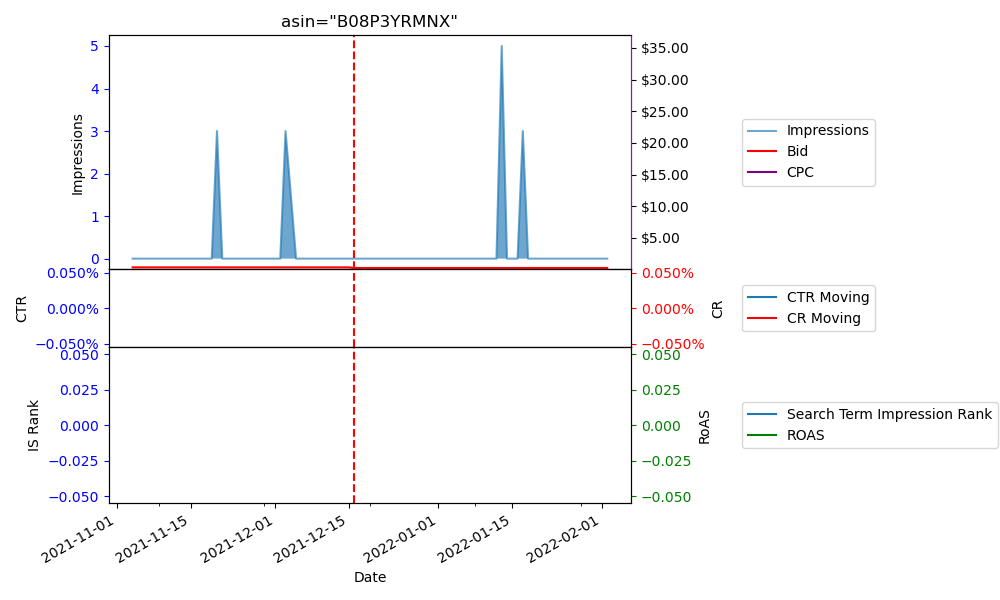 asin="B08P3YRMNX"
Impressions
5
4
3
2
1
0
$35.00
$30.00
$25.00
$20.00
$15.00
$10.00
$5.00
Impressions
Bid
CPC
CTR
0.050%
0.000%
−0.050%
0.050%
0.000%
−0.050%
CR
CTR Moving
CR Moving
IS Rank
0.050
0.025
0.000
−0.025
−0.050
0.050
0.025
0.000
−0.025
−0.050
RoAS
Search Term Impression Rank
ROAS
2021-11-01
2021-11-15
2021-12-01
2021-12-15
2022-01-01
2022-01-15
2022-02-01
Date